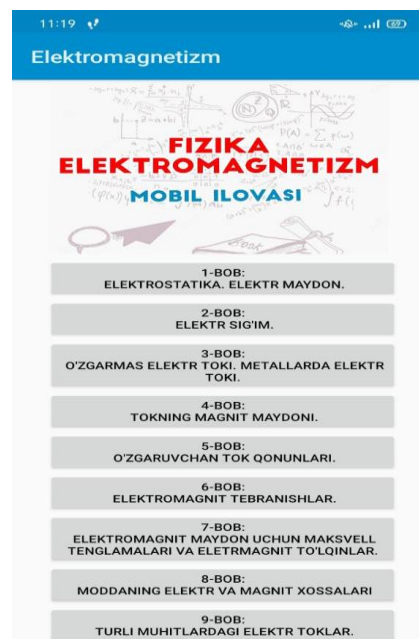 11:19
69
Elektromagnetizm
FIZIKA
ELEKTROMAGNETIZM
MOBIL ILOVASI
Book
1-BOB:
ELEKTROSTATIKA. ELEKTR MAYDON.
2-BOB:
ELEKTR SIG'IM.
3-BOB:
O'ZGARMAS ELEKTR TOKI. METALLARDA ELEKTR
TOKI.
4-BOB:
TOKNING MAGNIT MAYDONI.
5-BOB:
O'ZGARUVCHAN TOK QONUNLARI.
6-BOB:
ELEKTROMAGNIT TEBRANISHLAR.
7-BOB:
ELEKTROMAGNIT MAYDON UCHUN MAKSVELL
TENGLAMALARI VA ELETRMAGNIT TO'LQINLAR.
8-BOB:
MODDANING ELEKTR VA MAGNIT XOSSALARI
9-BOB:
TURLI MUHITLARDAGI ELEKTR TOKLAR.